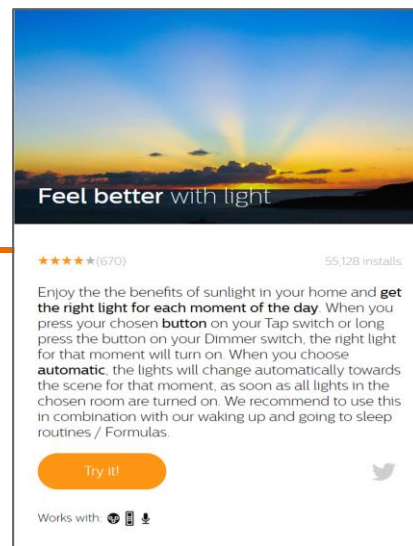 Feel better with light
★★★★★(670) 55.128 installs
Enjoy the the benefits of sunlight in your home and get
the right light for each moment of the day. When you
press your chosen button on your Tap switch or long
press the button on your Dimmer switch, the right light
for that moment will turn on. When you choose
automatic, the lights will change automatically towards
the scene for that moment, as soon as all lights in the
chosen room are turned on. We recommend to use this
in combination with our waking up and going to sleep
routines / Formulas.
Try it!
Works with: